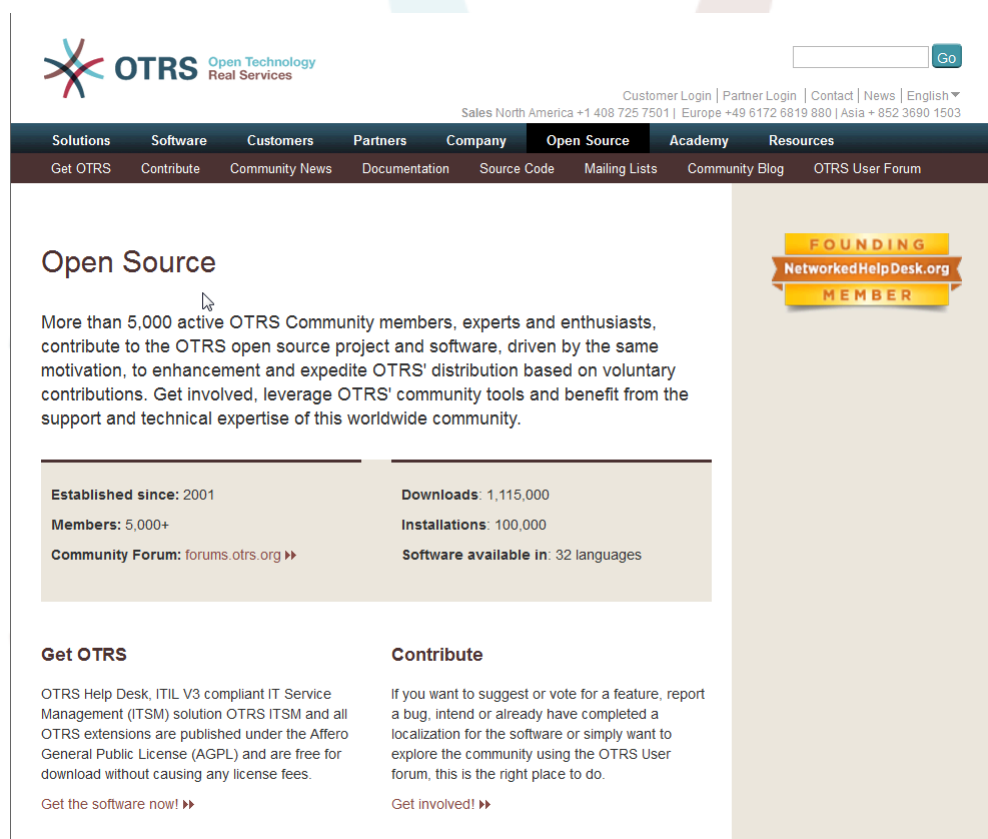 OTRS Open Technology
Real Services
Go
Customer Login | Partner Login | Contact | News | English
Sales North America +1 408 725 7501 | Europe +49 6172 6819 880 | Asia + 852 3690 1503
Solutions Software Customers Partners Company Open Source Academy Resources
Get OTRS Contribute Community News Documentation Source Code Mailing Lists Community Blog OTRS User Forum
FOUNDING
NetworkedHelpDesk.org
MEMBER
Open Source
More than 5,000 active OTRS Community members, experts and enthusiasts,
contribute to the OTRS open source project and software, driven by the same
motivation, to enhancement and expedite OTRS' distribution based on voluntary
contributions. Get involved, leverage OTRS' community tools and benefit from the
support and technical expertise of this worldwide community.
Established since: 2001
Members: 5,000+
Community Forum: forums.otrs.org
Downloads: 1,115,000
Installations: 100,000
Software available in: 32 languages
Get OTRS
OTRS Help Desk, ITIL V3 compliant IT Service
Management (ITSM) solution OTRS ITSM and all
OTRS extensions are published under the Affero
General Public License (AGPL) and are free for
download without causing any license fees.
Get the software now!
Contribute
If you want to suggest or vote for a feature, report
a bug, intend or already have completed a
localization for the software or simply want to
explore the community using the OTRS User
forum, this is the right place to do.
Get involved!